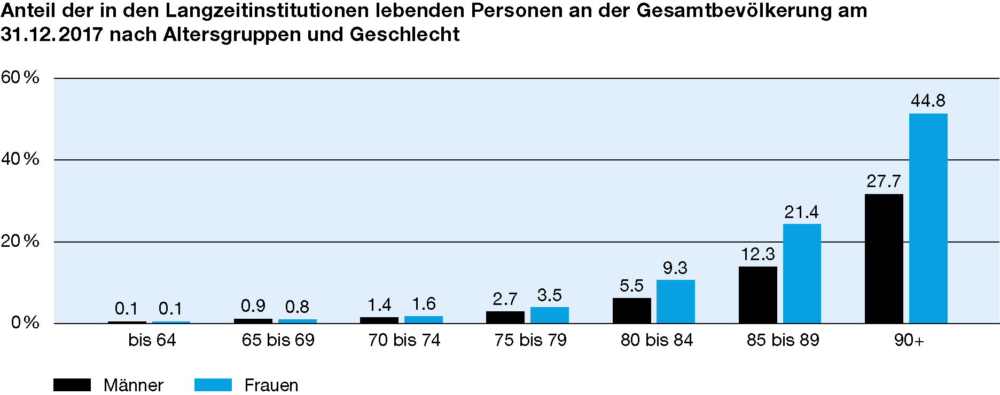 Anteil der in den Langzeitinstitutionen lebenden Personen an der Gesamtbevölkerung am
31.12.2017 nach Altersgruppen und Geschlecht
60 %
40 %
20 %
0 %
0.1 0.1 0.9 0.8 1.4 1.6 2.7 3.5 5.5 9.3 12.3 21.4 27.7 44.8
bis 64 65 bis 69 70 bis 74 75 bis 79 80 bis 84 85 bis 89 90+
Männer Frauen